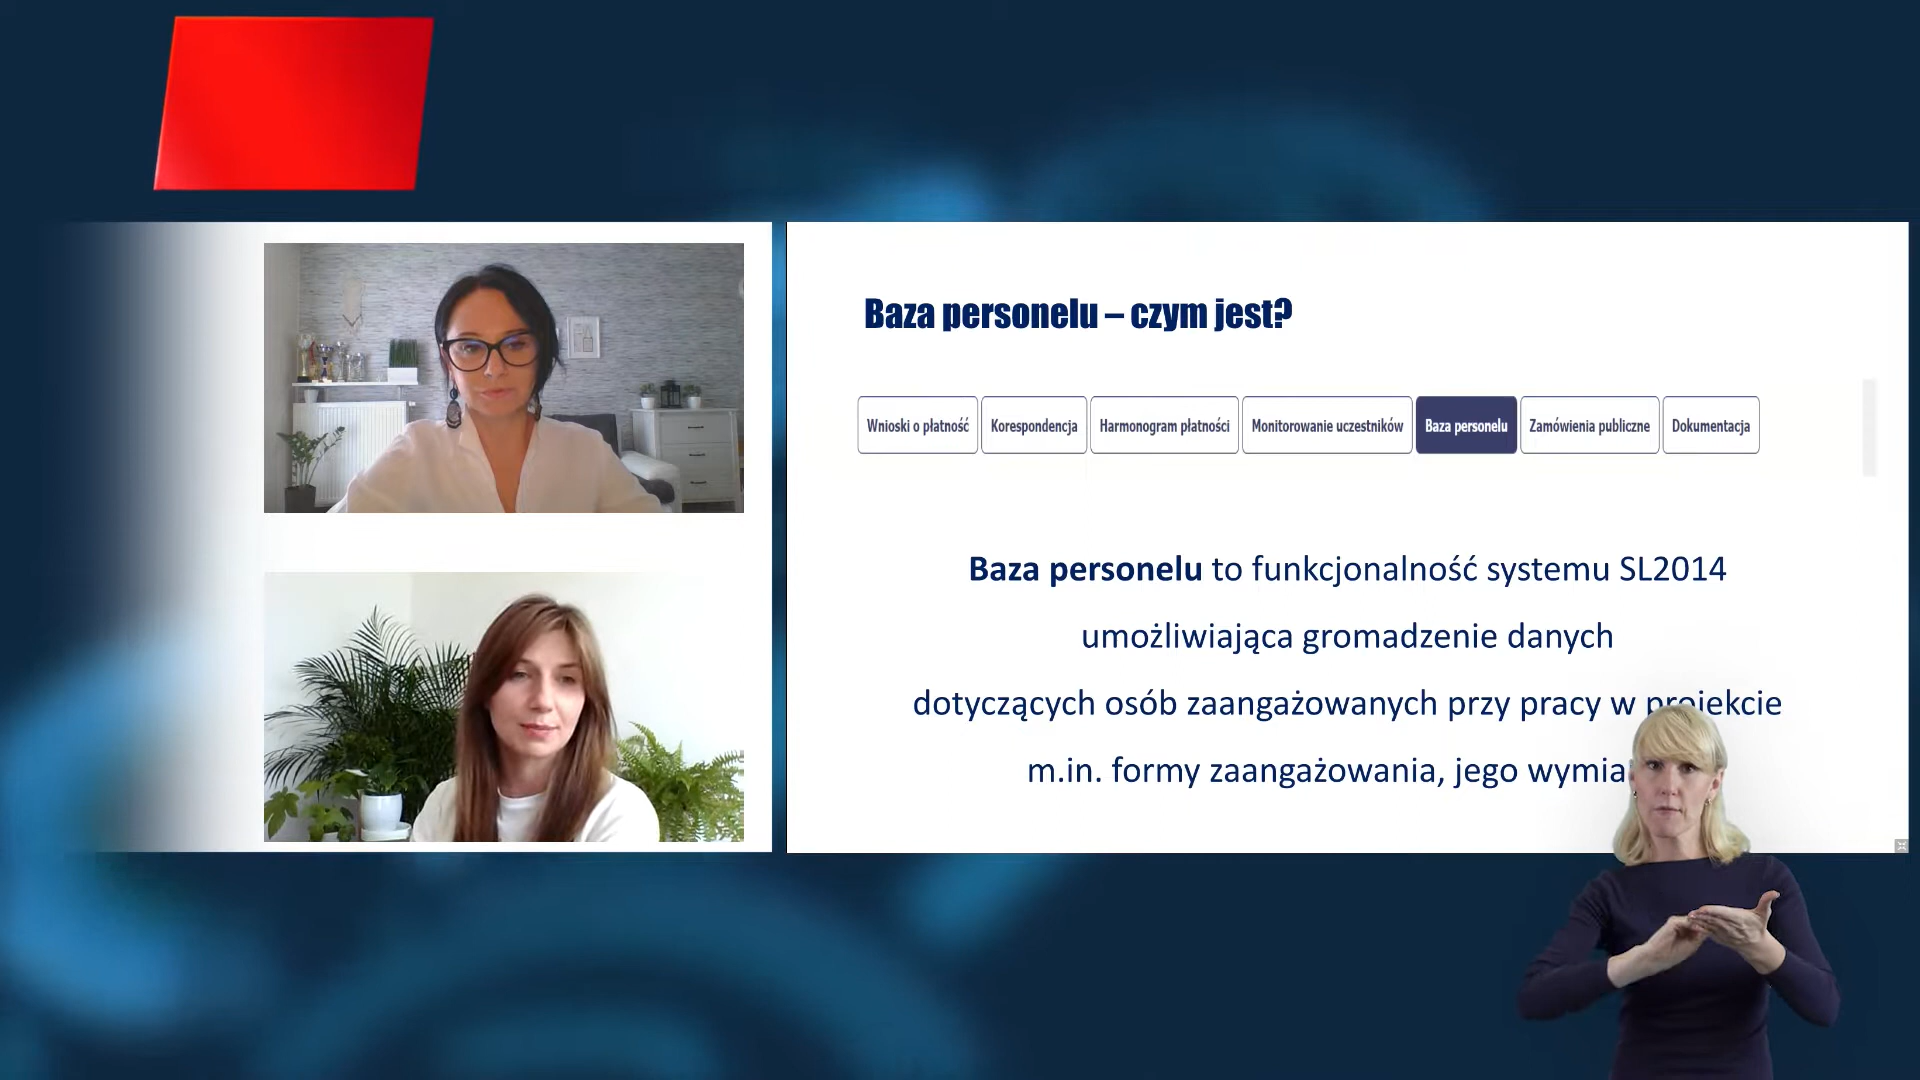 Baza personelu – czym jest?
Wnioski o płatność Korespondencja Harmonogram płatności Monitorowanie uczestników Baza personelu Zamówienia publiczne Dokumentacja
Baza personelu to funkcjonalność systemu SL2014
umożliwiająca gromadzenie danych
dotyczących osób zaangażowanych przy pracy w projekcie
m.in. formy zaangażowania, jego